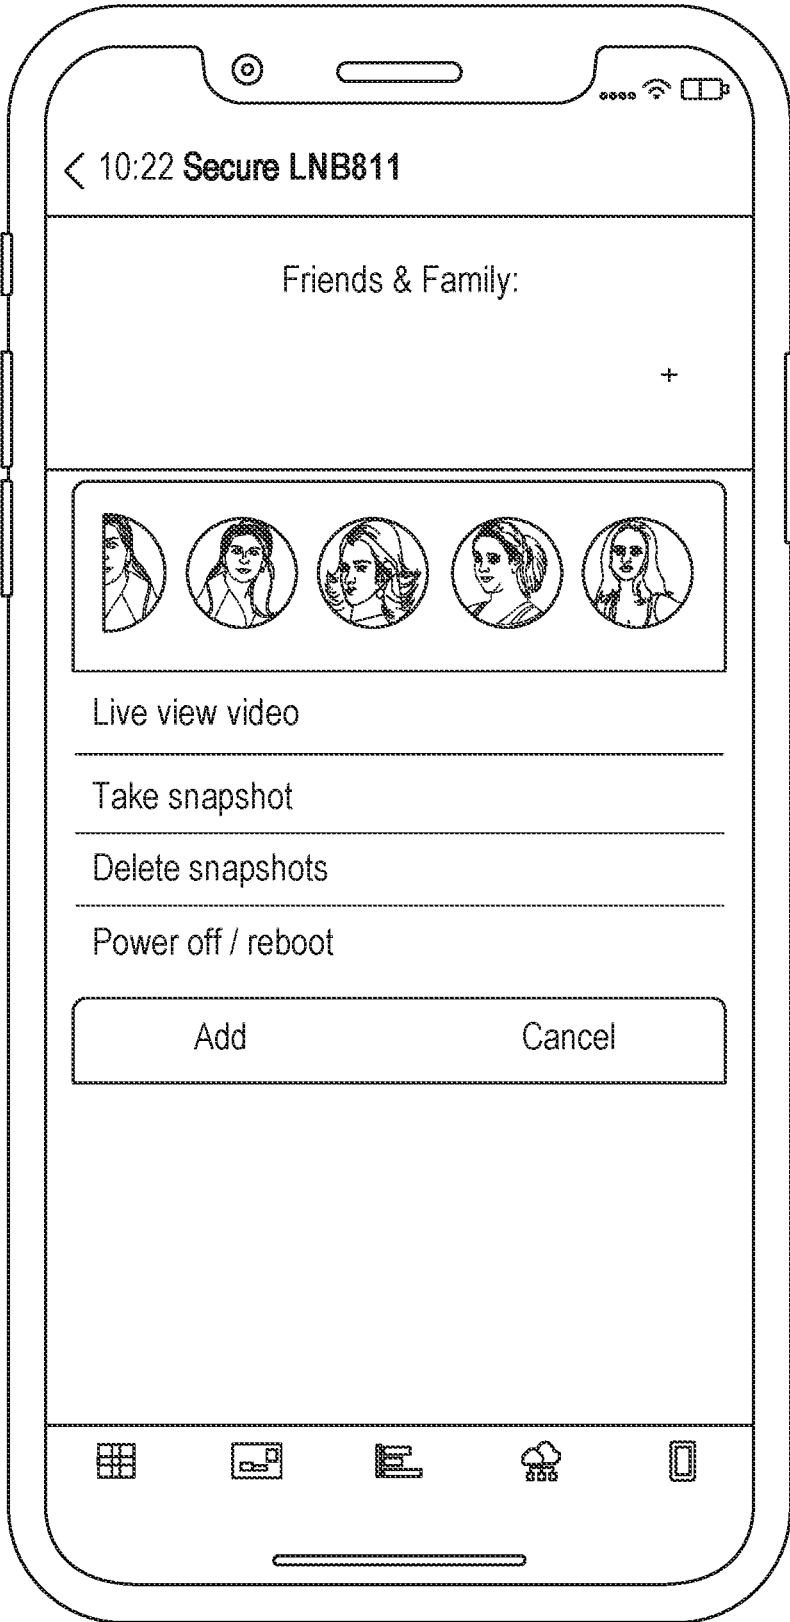 10:22 Secure LNB811
Friends & Family:
+
Live view video
Take snapshot
Delete snapshots
Power off / reboot
Add Cancel